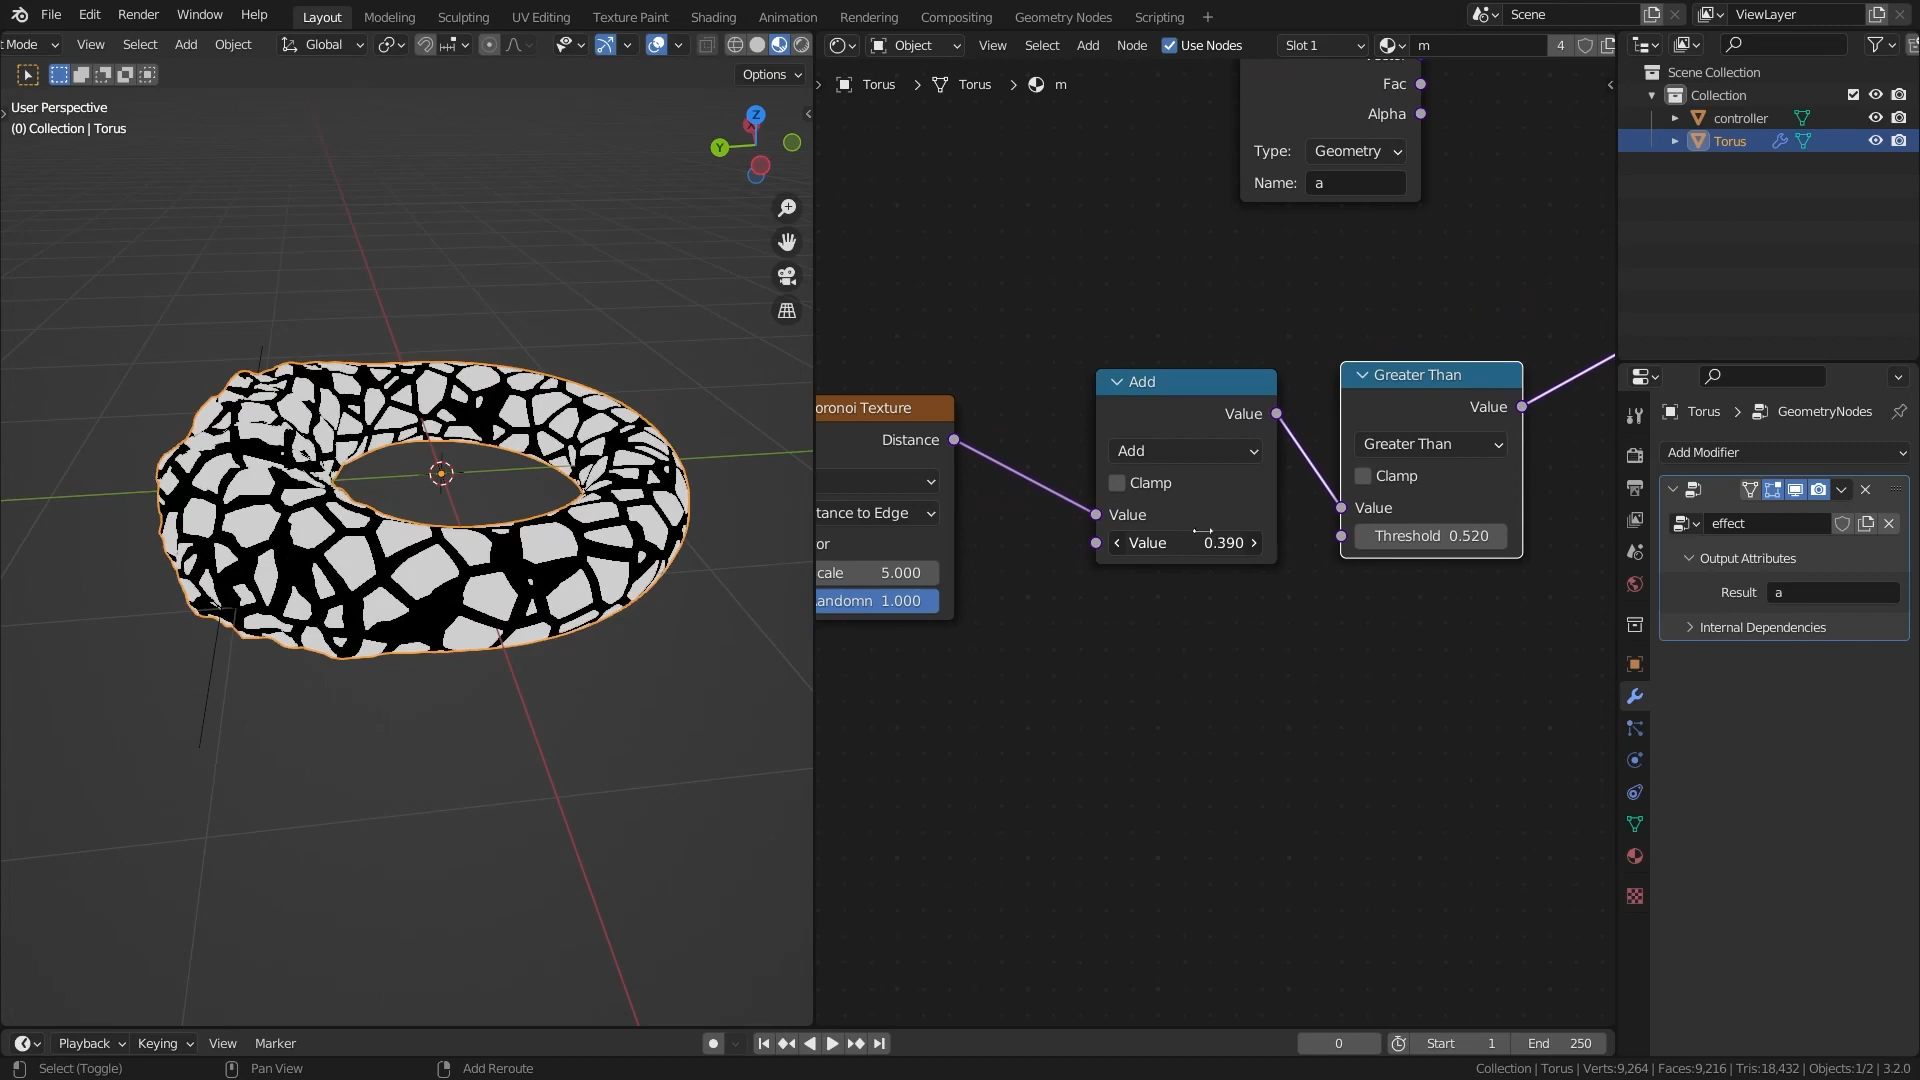 File Edit Render Window Help
Layout Modeling Sculpting UV Editing Texture Paint Shading Animation Rendering Compositing Geometry Nodes Scripting
Scene
ViewLayer
Mode View Select Add Object
Global
Options
Object View Select Add Node Use Nodes
Slot 1
m
4
User Perspective
(0) Collection | Torus
X
Y
Z
Torus > Torus > m
Fac
Alpha
Type: Geometry
Name: a
oronoi Texture
Distance
tance to Edge
or
cale 5.000
andomn 1.000
Add
Value
Add
Clamp
Value
Value 0.390
Greater Than
Value
Greater Than
Clamp
Value
Threshold 0.520
Scene Collection
Collection
controller
Torus
Torus > GeometryNodes
Add Modifier
effect
Output Attributes
Result a
Internal Dependencies
Playback Keying View Marker
0
Start 1
End 250
Select (Toggle)
Pan View
Add Reroute
Collection | Torus | Verts:9,264 | Faces:9,216 | Tris:18,432 | Objects:1/2 | 3.2.0